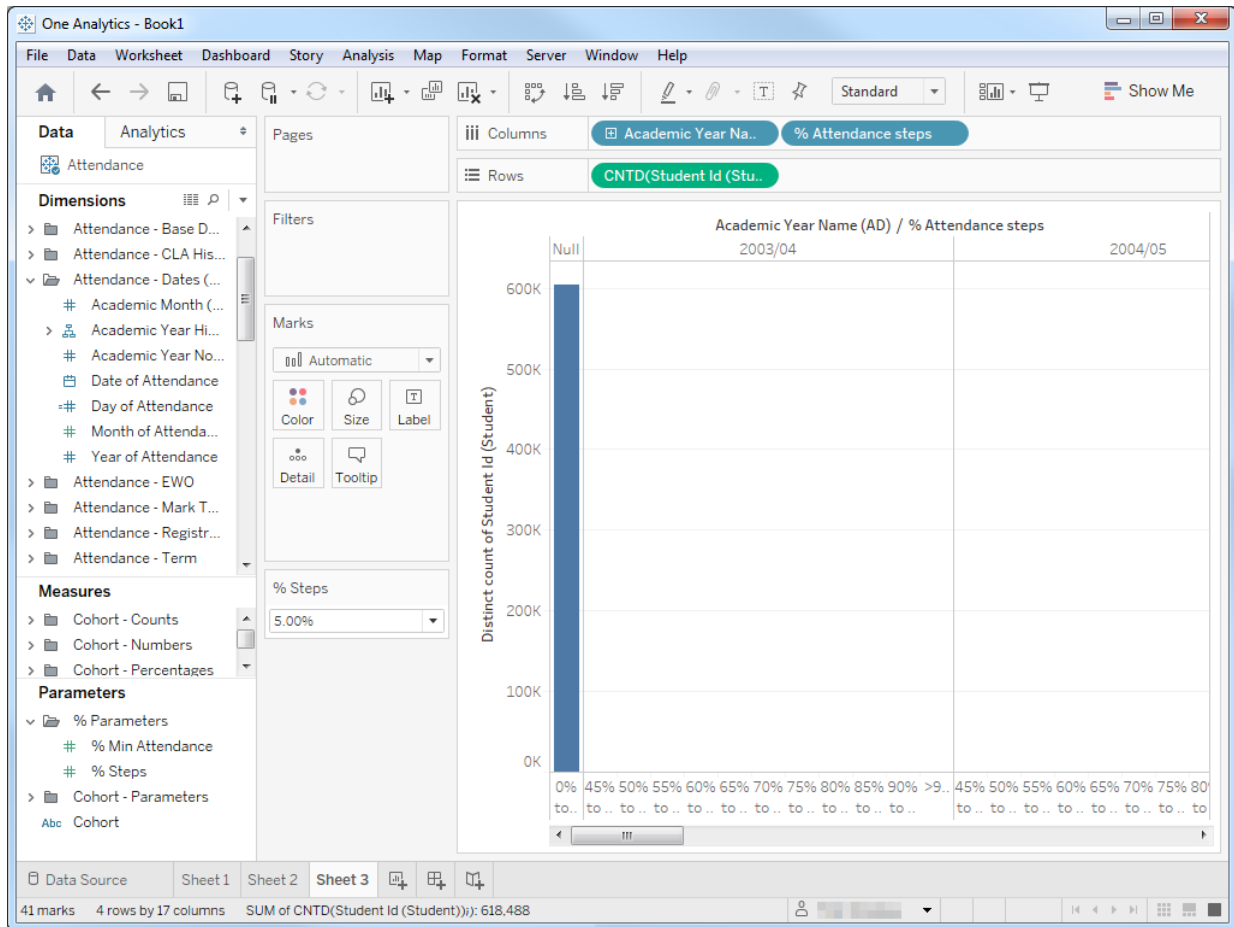 One Analytics - Book1
File Data Worksheet Dashboard Story Analysis Map Format Server Window Help
Standard
Show Me
Data
Analytics
Attendance
Dimensions
Attendance - Base D...
Attendance - CLA His...
Attendance - Dates (...
Academic Month (...
Academic Year Hi...
Academic Year No...
Date of Attendance
Day of Attendance
Month of Attenda...
Year of Attendance
Attendance - EWO
Attendance - Mark T...
Attendance - Registr...
Attendance - Term
Measures
Cohort - Counts
Cohort - Numbers
Cohort - Percentages
Parameters
% Parameters
% Min Attendance
% Steps
Cohort - Parameters
Abc Cohort
Pages
Filters
Marks
Automatic
Color Size Label
Detail Tooltip
% Steps
5.00%
Columns
Academic Year Na..
% Attendance steps
Rows
CNTD(Student Id (Stu..
Academic Year Name (AD) / % Attendance steps
Null 2003/04 2004/05
Distinct count of Student Id (Student)
600K
500K
400K
300K
200K
100K
0K
0% 45% 50% 55% 60% 65% 70% 75% 80% 85% 90% >9.. 45% 50% 55% 60% 65% 70% 75% 80
to.. to .. to .. to .. to .. to .. to .. to .. to .. to .. to .. to .. to .. to .. to .. to .. to .. to .. to
Data Source Sheet 1 Sheet 2 Sheet 3
41 marks 4 rows by 17 columns SUM of CNTD(Student Id (Student)): 618,488